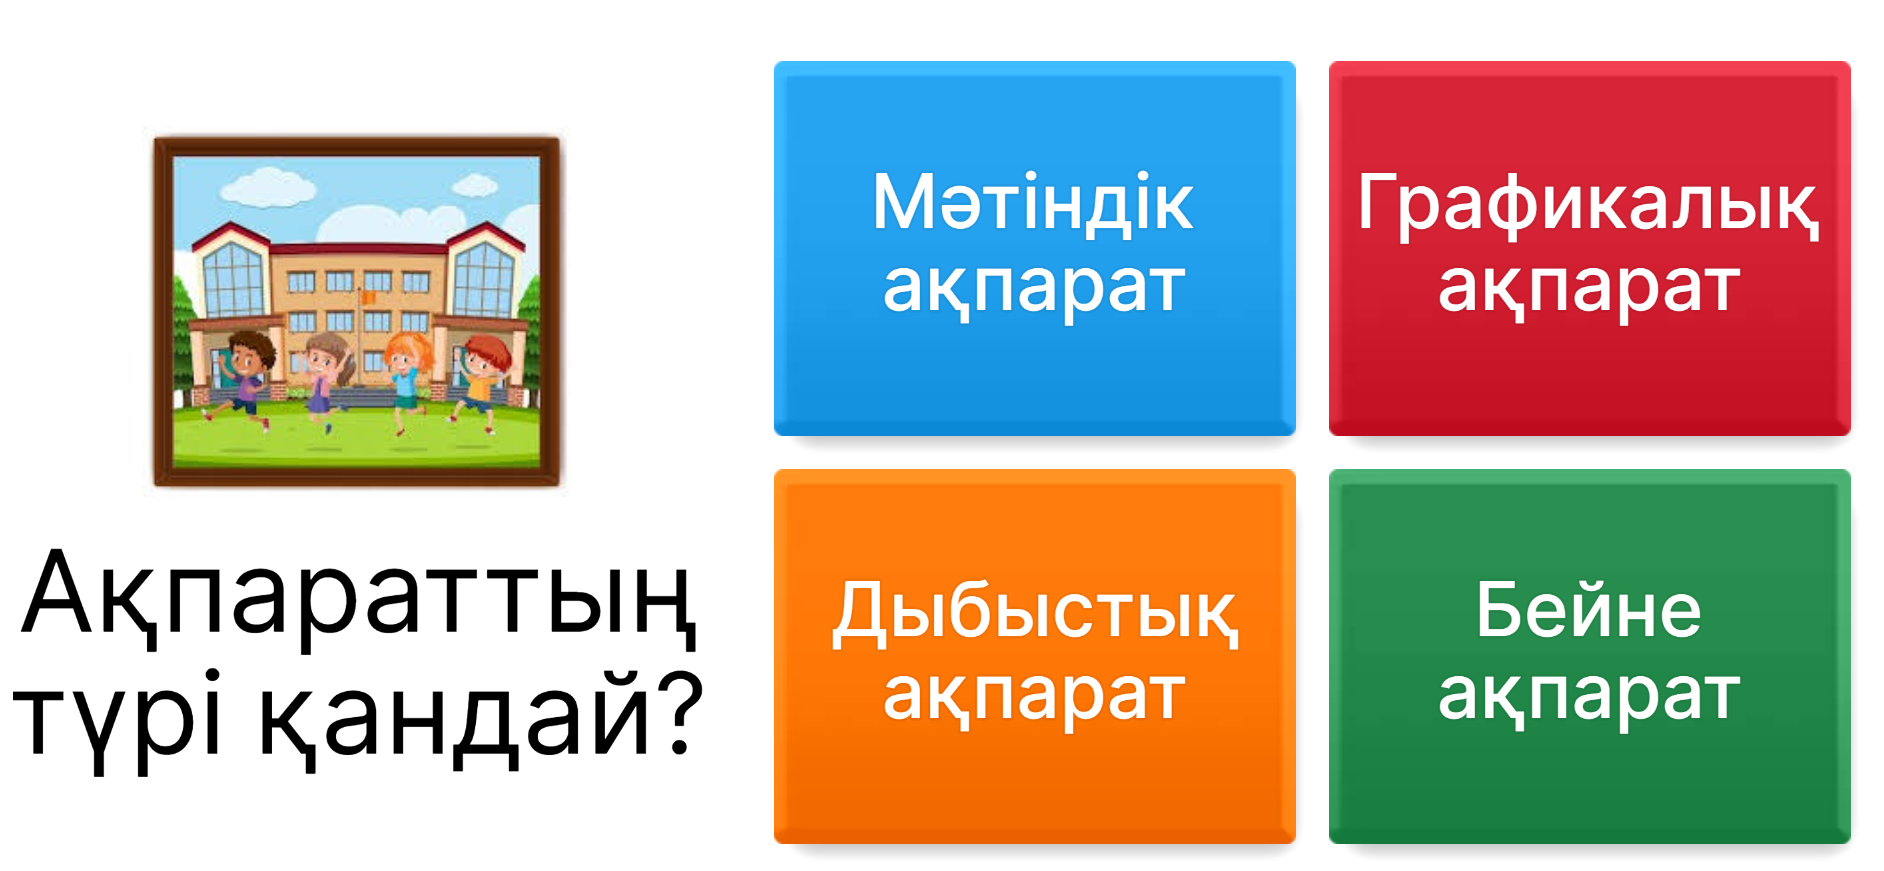 Ақпараттың
түрі қандай?
Мәтіндік
ақпарат
Графикалық
ақпарат
Дыбыстық
ақпарат
Бейне
ақпарат